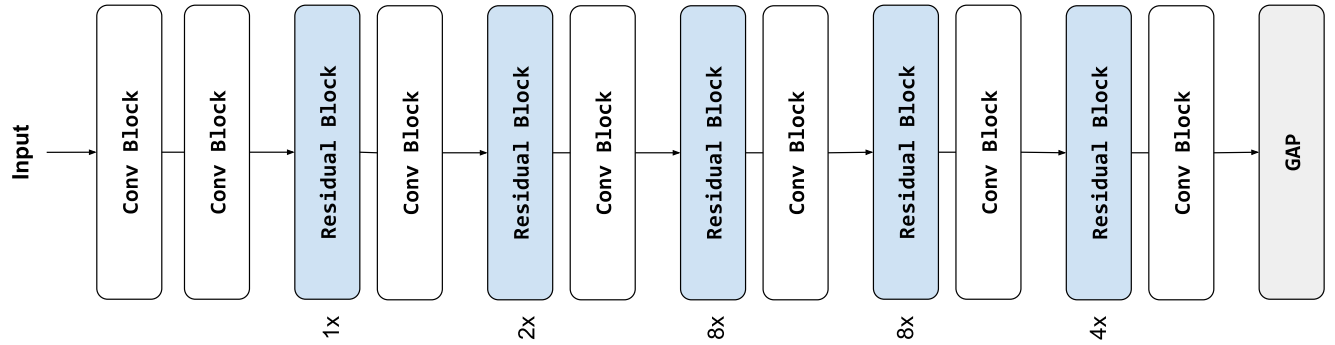 Input
Conv Block
Conv Block
Residual Block
1x
Conv Block
Residual Block
2x
Conv Block
Residual Block
8x
Conv Block
Residual Block
8x
Conv Block
Residual Block
4x
Conv Block
GAP